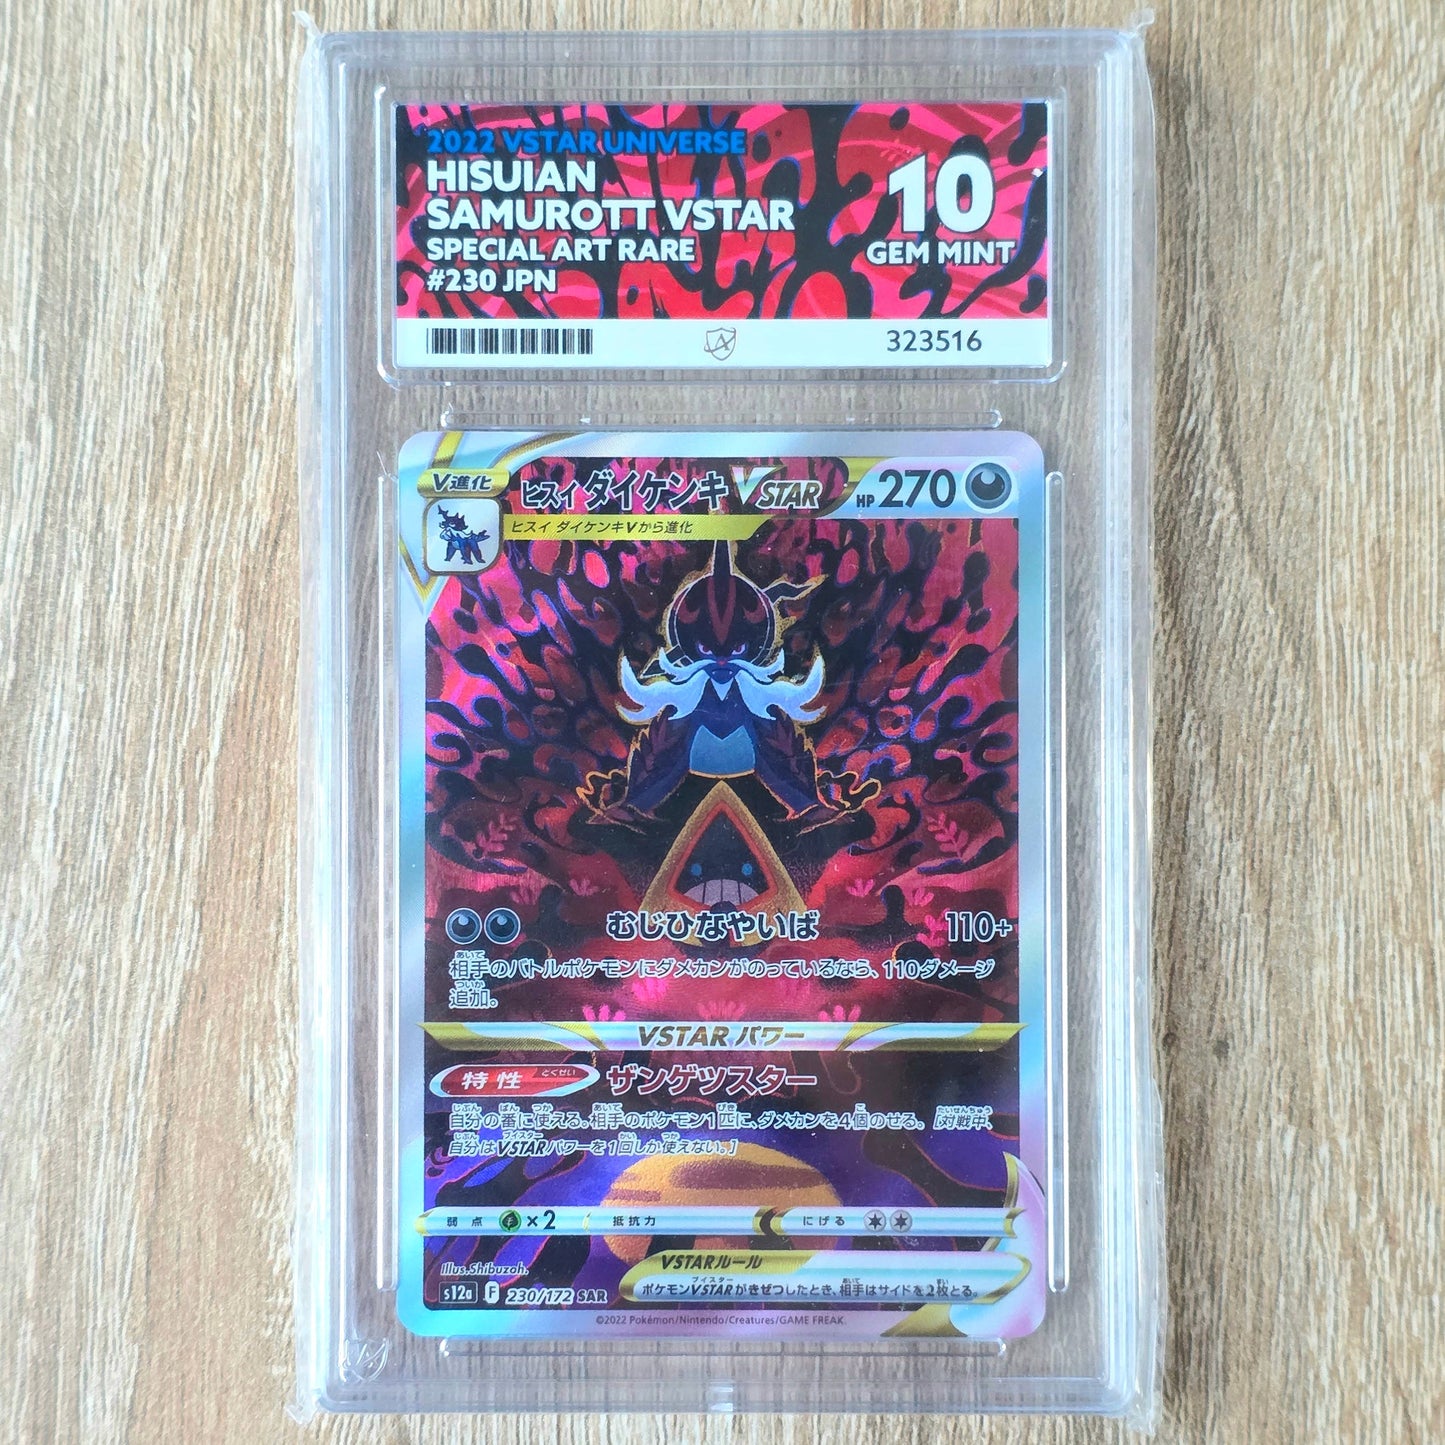 2022 VSTAR UNIVERSE
HISUIAN
SAMUROTT VSTAR
SPECIAL ART RARE
#230 JPN
10
GEM MINT
323516
V進化
ヒスイ ダイケンキ VSTAR
HP 270
ヒスイ ダイケンキVから進化
むじひなやいば 110+
相手のバトルポケモンにダメカンがのっているなら、110ダメージ
追加。
VSTARパワー
特性 ザンゲツスター
自分の番に使える。相手のポケモン1匹に、ダメカンを4個のせる。[対戦中、
自分はVSTARパワーを1回しか使えない。]
弱点 ×2 抵抗力 にげる
Illus.Shibuzoh.
VSTARルール
ポケモンVSTARがきぜつしたとき、相手はサイドを2枚とる。
s12a F 230/172 SAR
©2022 Pokémon/Nintendo/Creatures/GAME FREAK.